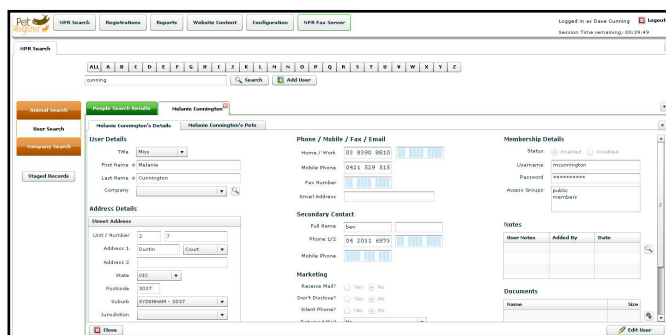 Pet Register
NPR Search Registrations Reports Website Content Configuration NPR Fax Server
Logged in as Dase Cunning Logout
Session Time remaining: 00:29:49
NPR Search
ALL A B C D E F G H I J K L M N O P Q R S T U V W X Y Z
cunning Search Add User
Animal Search
User Search
Company Search
Staged Records
People Search Results Melanie Cunnington
Melanie Cunnington's Details Melanie Cunnington's Pets
User Details
Title Miss
First Name Melanie
Last Name Cunnington
Company
Address Details
Street Address
Unit / Number 2 7
Address 1 Dustin Court
Address 2
State VIC
Postcode 3037
Suburb SYDENHAM - 3037
Jurisdiction
Phone / Mobile / Fax / Email
Home / Work 03 8390 8810
Mobile Phone 0421 529 515
Fax Number
Email Address
Secondary Contact
Full Name ben
Phone 1/2 04 2031 6973
Mobile Phone
Marketing
Receive Mail? Yes No
Don't Disclose? Yes No
Silent Phone? Yes No
Returned Mail No
Membership Details
Status Enabled Disabled
Username mcunnington
Password **********
Access Groups public
members
Notes
User Notes Added By Date
Documents
Name Size
Close
Edit User